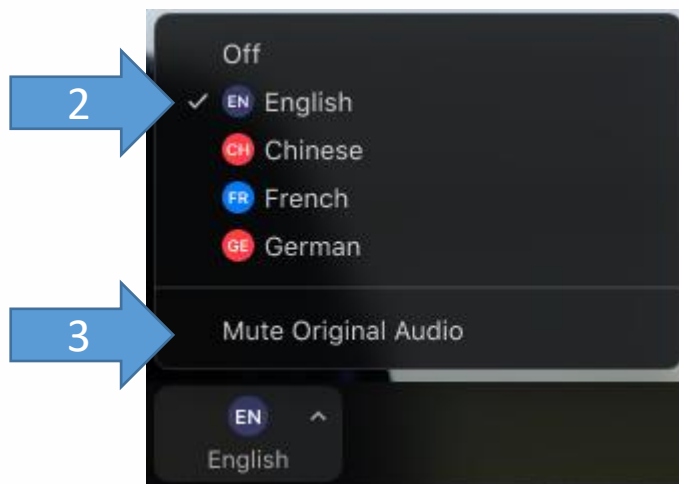 Off
2
EN English
CH Chinese
FR French
GE German
3
Mute Original Audio
EN
English